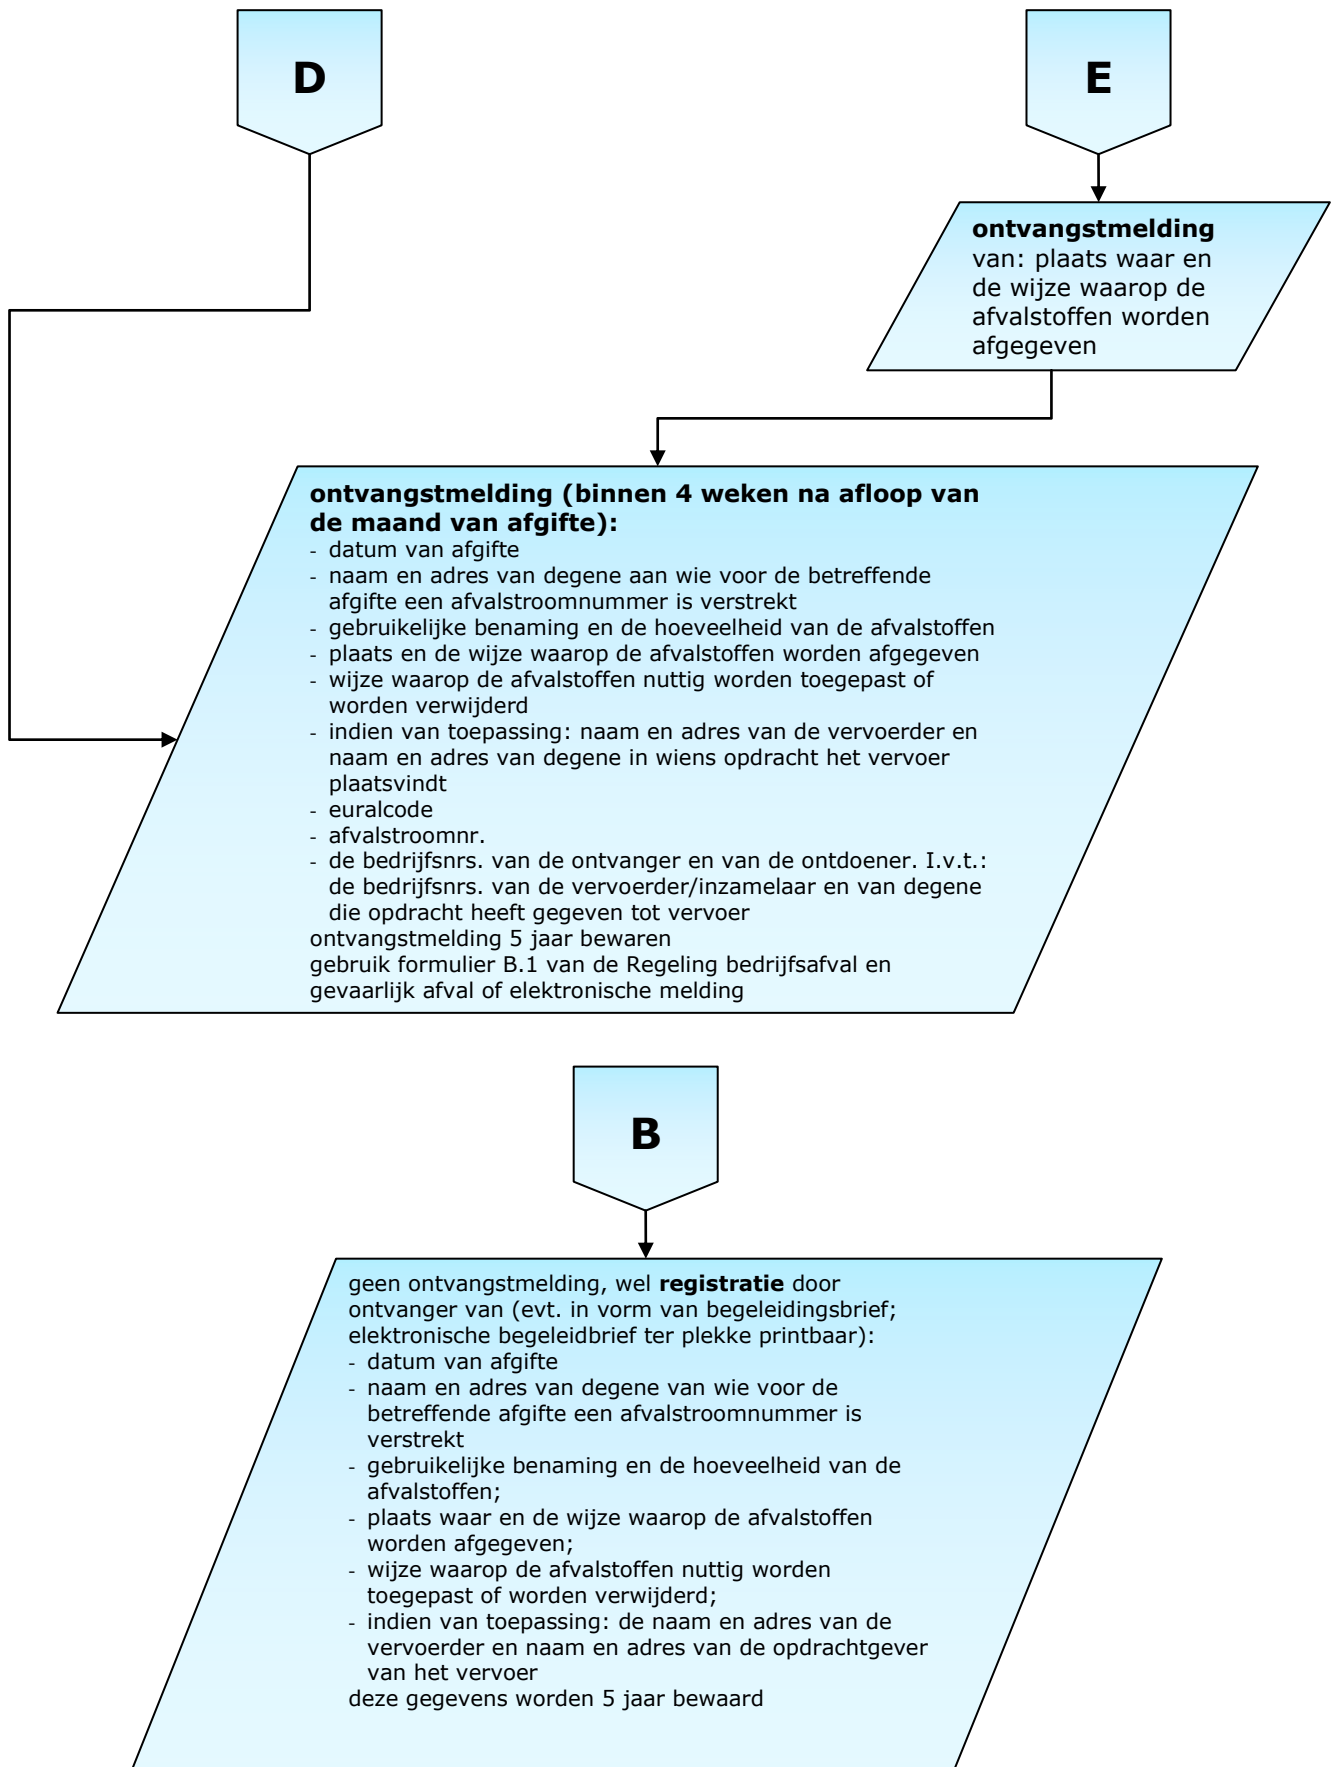 D
E
ontvangstmelding
van: plaats waar en
de wijze waarop de
afvalstoffen worden
afgegeven
ontvangstmelding (binnen 4 weken na afloop van
de maand van afgifte):
- datum van afgifte
- naam en adres van degene aan wie voor de betreffende
afgifte een afvalstroomnummer is verstrekt
- gebruikelijke benaming en de hoeveelheid van de afvalstoffen
- plaats en de wijze waarop de afvalstoffen worden afgegeven
- wijze waarop de afvalstoffen nuttig worden toegepast of
worden verwijderd
- indien van toepassing: naam en adres van de vervoerder en
naam en adres van degene in wiens opdracht het vervoer
plaatsvindt
- euralcode
- afvalstroomnr.
- de bedrijfsnrs. van de ontvanger en van de ontdoener. I.v.t.:
de bedrijfsnrs. van de vervoerder/inzamelaar en van degene
die opdracht heeft gegeven tot vervoer
ontvangstmelding 5 jaar bewaren
gebruik formulier B.1 van de Regeling bedrijfsafval en
gevaarlijk afval of elektronische melding
B
geen ontvangstmelding, wel registratie door
ontvanger van (evt. in vorm van begeleidingsbrief;
elektronische begeleidbrief ter plekke printbaar):
- datum van afgifte
- naam en adres van degene van wie voor de
betreffende afgifte een afvalstroomnummer is
verstrekt
- gebruikelijke benaming en de hoeveelheid van de
afvalstoffen;
- plaats waar en de wijze waarop de afvalstoffen
worden afgegeven;
- wijze waarop de afvalstoffen nuttig worden
toegepast of worden verwijderd;
- indien van toepassing: de naam en adres van de
vervoerder en naam en adres van de opdrachtgever
van het vervoer
deze gegevens worden 5 jaar bewaard